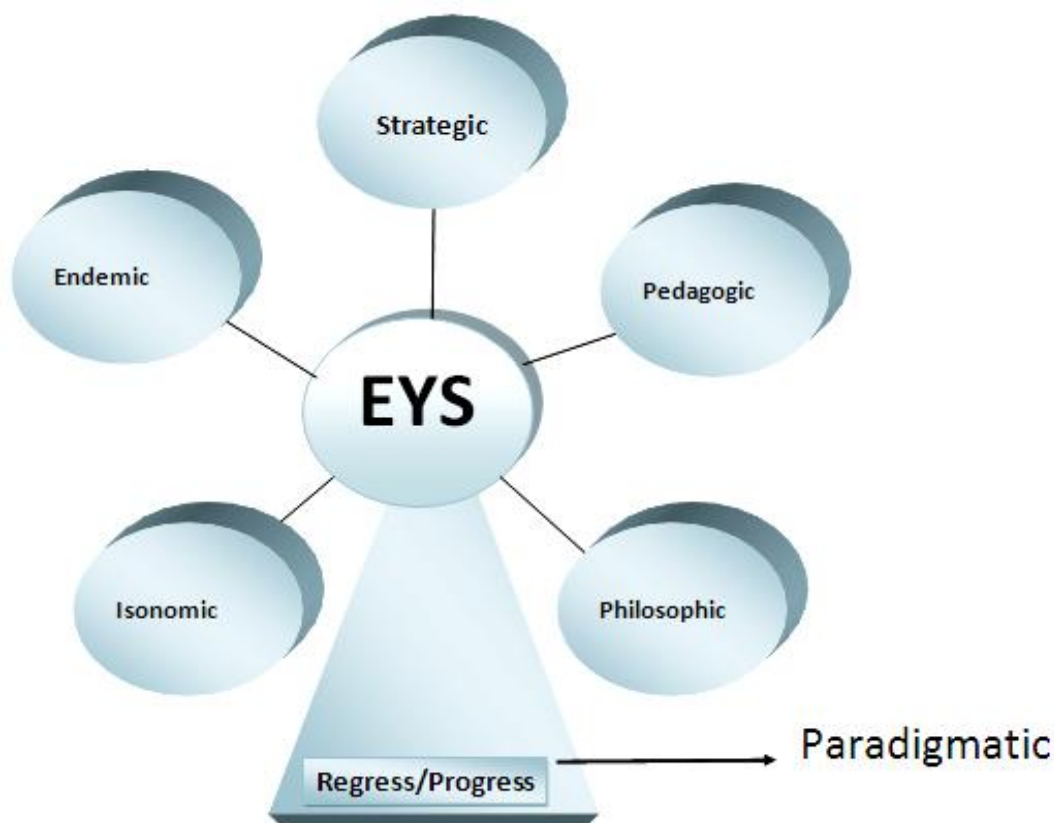 Strategic
Endemic
Pedagogic
EYS
Isonomic
Philosophic
Paradigmatic
Regress/Progress